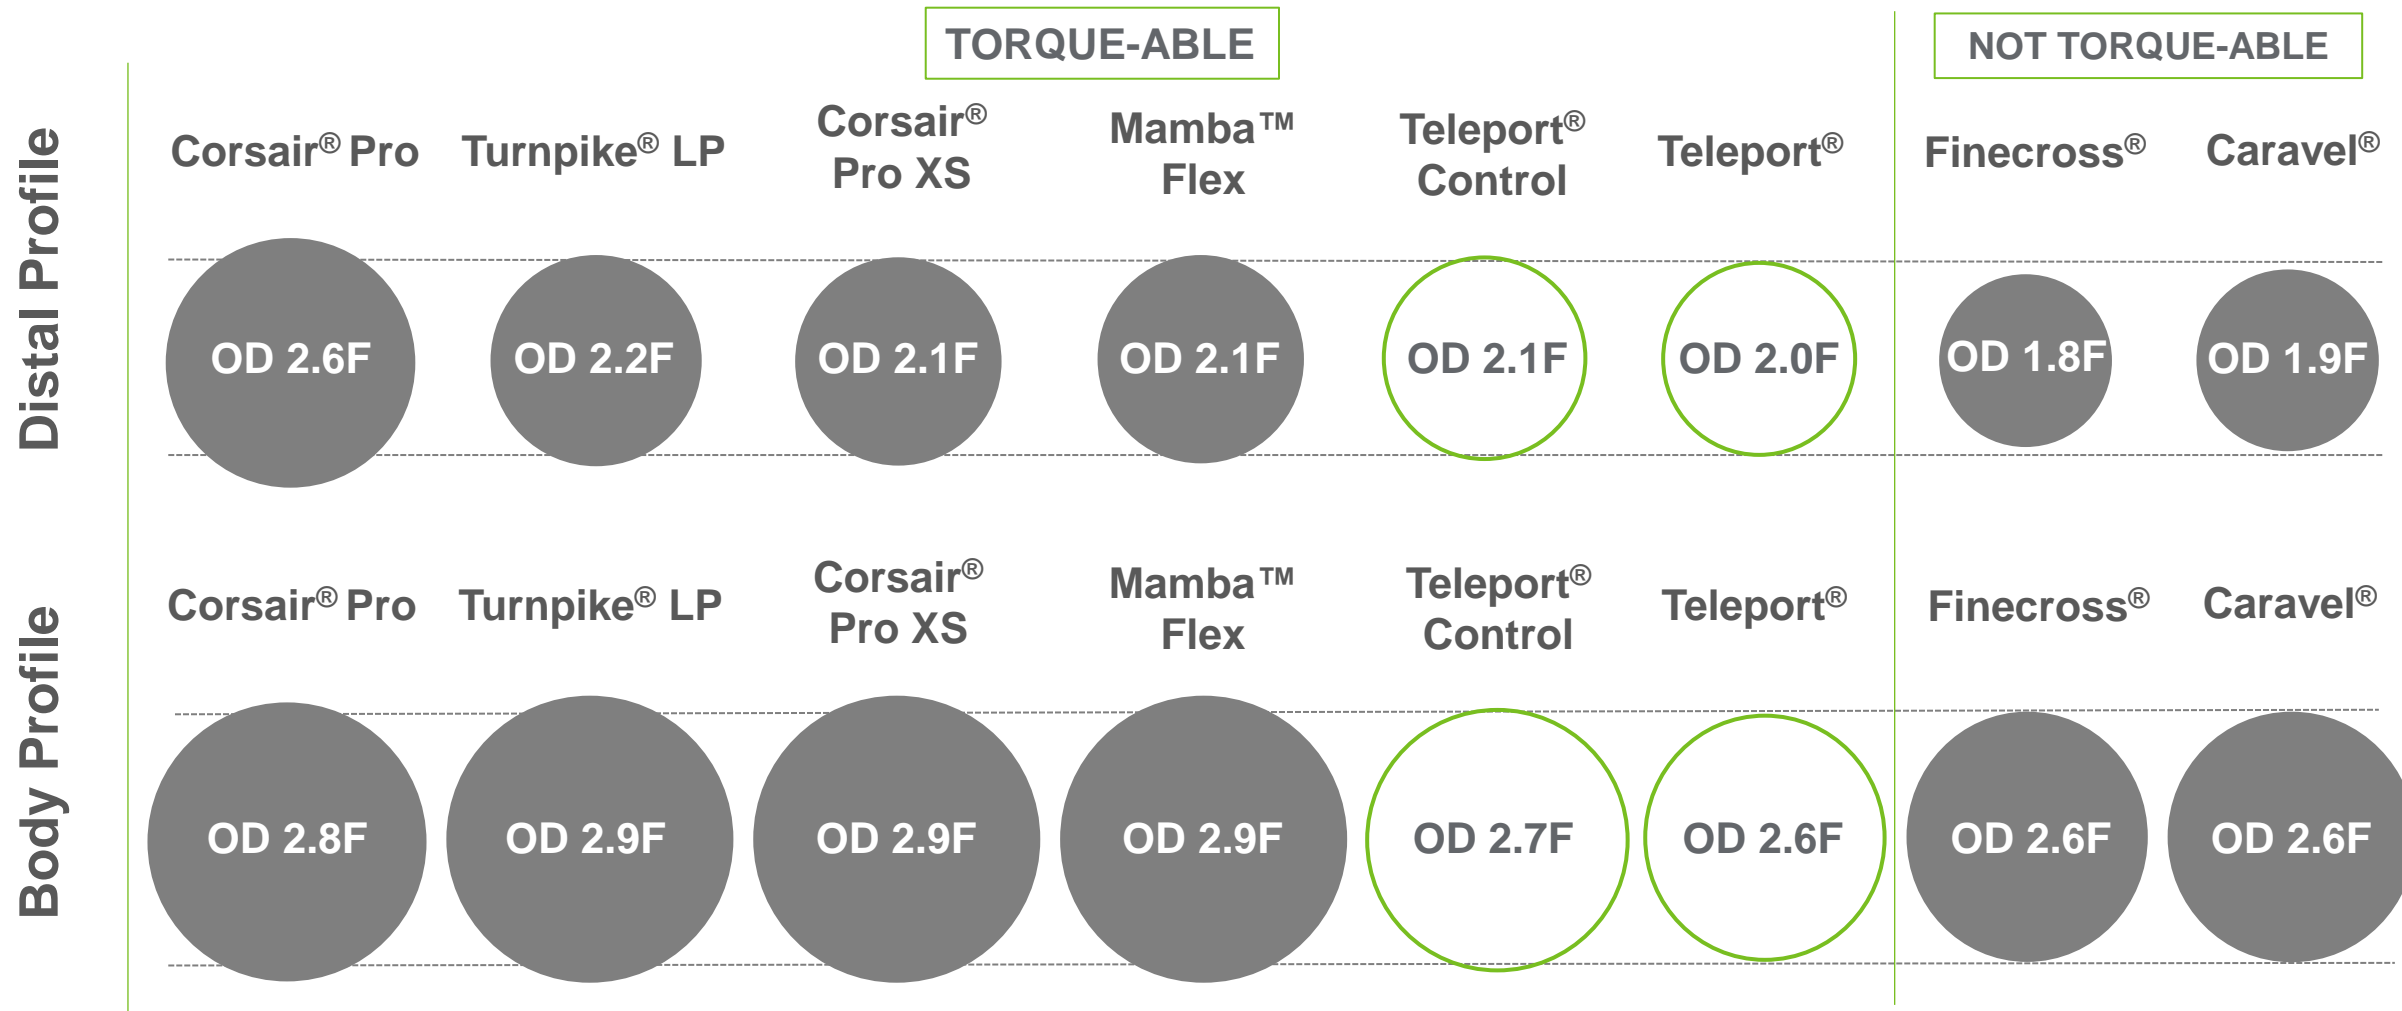 TORQUE-ABLE
NOT TORQUE-ABLE
Distal Profile
Corsair® Pro
Turnpike® LP
Corsair®
Pro XS
Mamba™
Flex
Teleport®
Control
Teleport®
Finecross®
Caravel®
OD 2.6F
OD 2.2F
OD 2.1F
OD 2.1F
OD 2.1F
OD 2.0F
OD 1.8F
OD 1.9F
Body Profile
Corsair® Pro
Turnpike® LP
Corsair®
Pro XS
Mamba™
Flex
Teleport®
Control
Teleport®
Finecross®
Caravel®
OD 2.8F
OD 2.9F
OD 2.9F
OD 2.9F
OD 2.7F
OD 2.6F
OD 2.6F
OD 2.6F